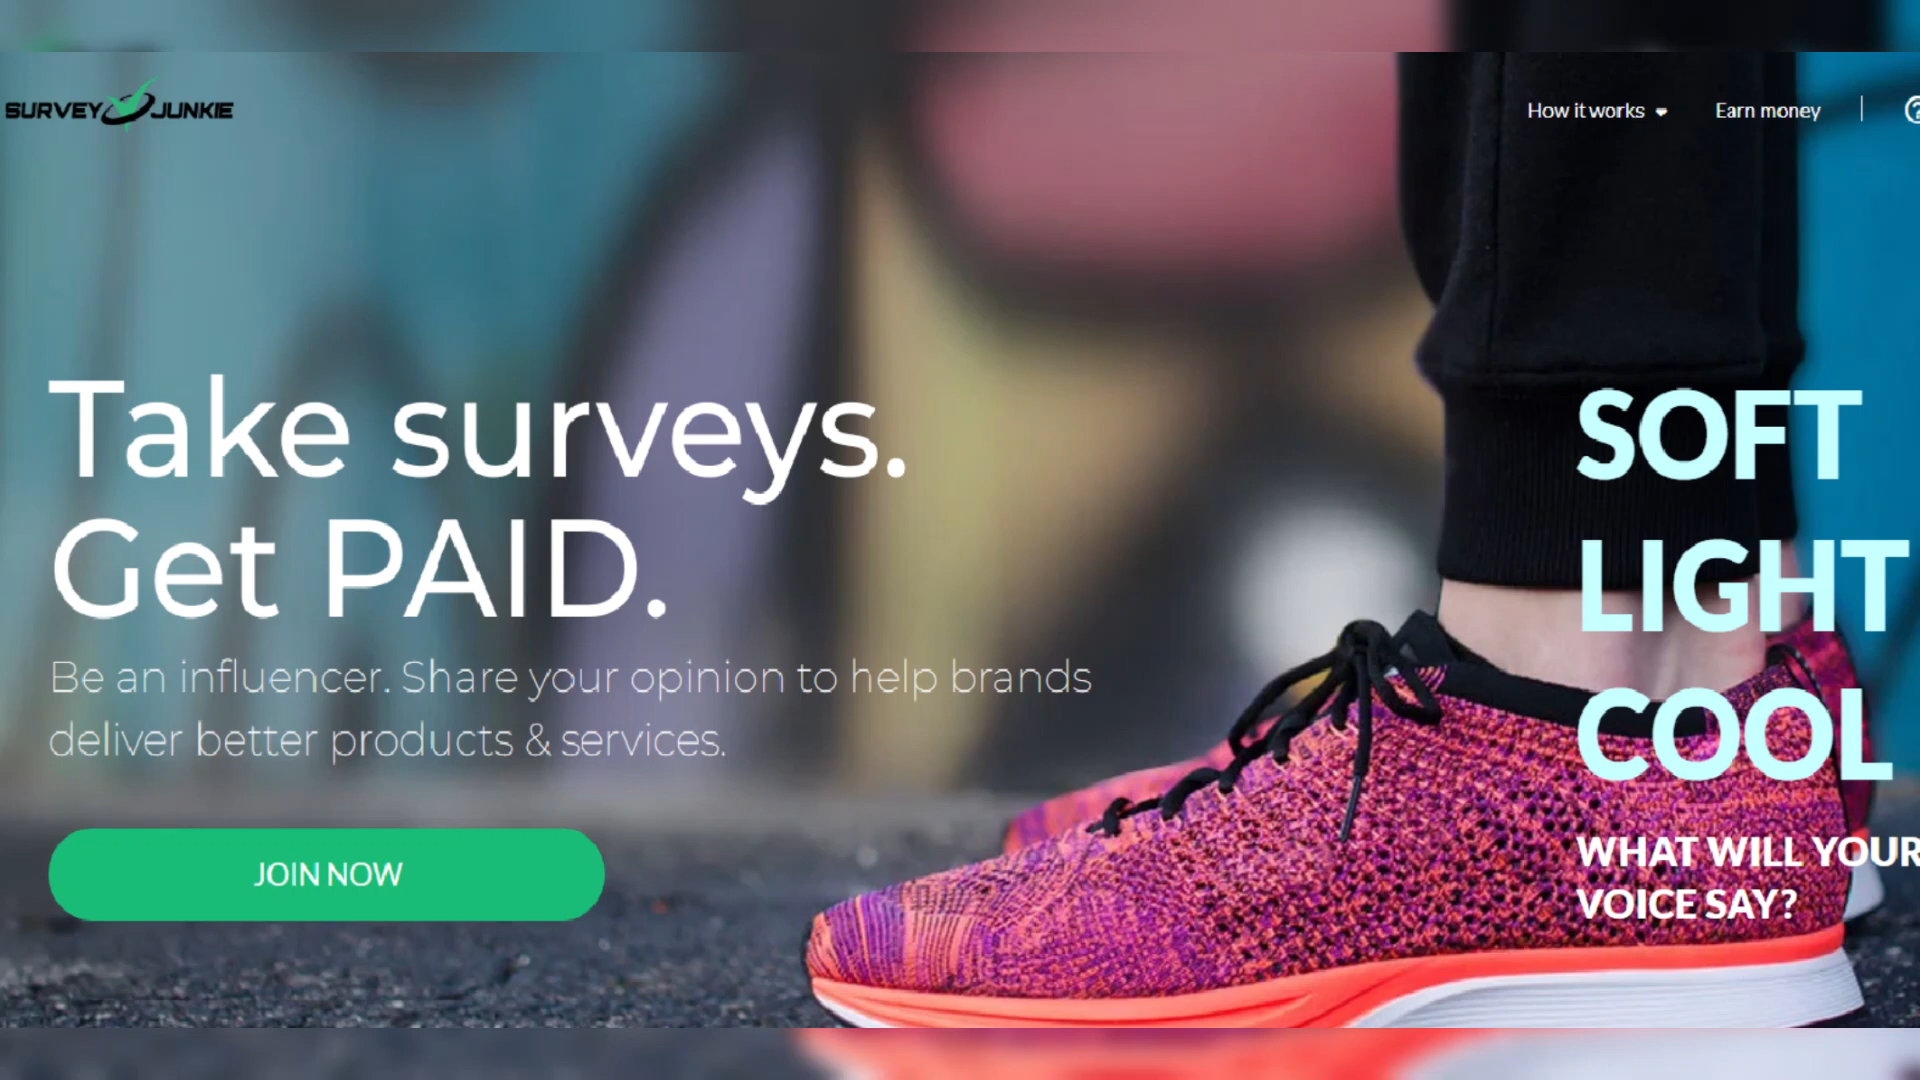 SURVEY JUNKIE
How it works
Earn money
Take surveys.
Get PAID.
Be an influencer. Share your opinion to help brands
deliver better products & services.
JOIN NOW
SOFT
LIGHT
COOL
WHAT WILL YOUR
VOICE SAY?